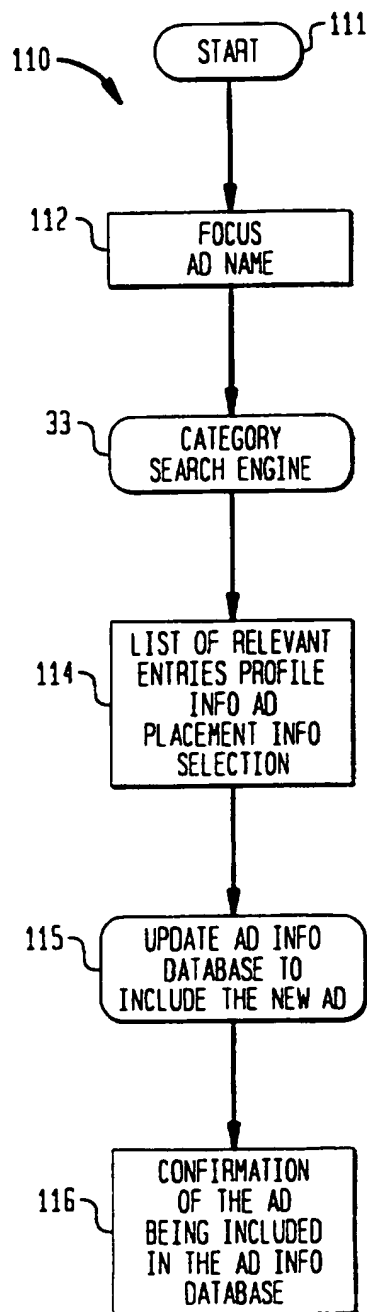 111
START
110
112
FOCUS
AD NAME
33
CATEGORY
SEARCH ENGINE
114
LIST OF RELEVANT
ENTRIES PROFILE
INFO AD
PLACEMENT INFO
SELECTION
115
UPDATE AD INFO
DATABASE TO
INCLUDE THE NEW AD
116
CONFIRMATION
OF THE AD
BEING INCLUDED
IN THE AD INFO
DATABASE